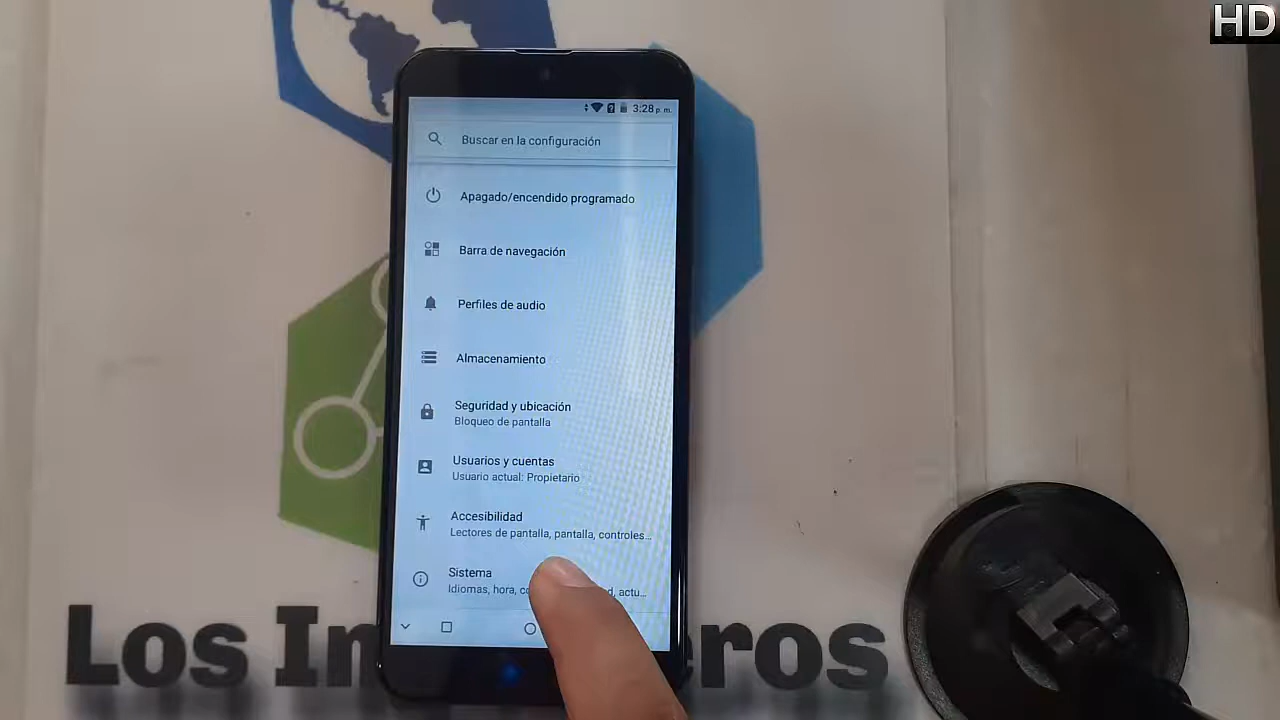 HD
3:28 p. m.
Buscar en la configuración
Apagado/encendido programado
Barra de navegación
Perfiles de audio
Almacenamiento
Seguridad y ubicación
Bloqueo de pantalla
Usuarios y cuentas
Usuario actual: Propietario
Accesibilidad
Lectores de pantalla, pantalla, controles...
Sistema
Idiomas, hora, actu...
Los